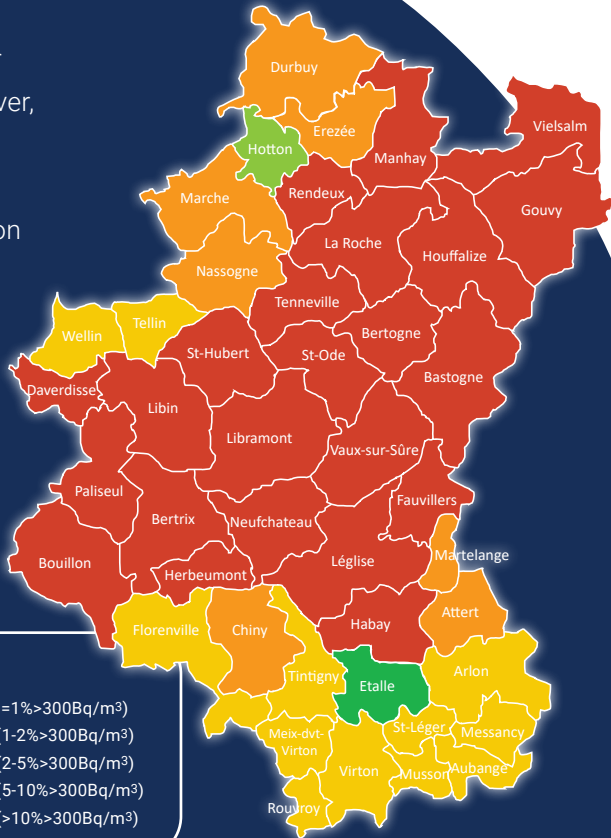 ver,
on
Durbuy
Erezée
Hotton
Manhay
Vielsalm
Marche
Rendeux
Gouvy
La Roche
Houffalize
Nassogne
Tenneville
Wellin
Tellin
Bertogne
St-Hubert
St-Ode
Bastogne
Daverdisse
Libin
Libramont
Vaux-sur-Sûre
Paliseul
Fauvillers
Bertrix
Neufchateau
Martelange
Bouillon
Herbeumont
Léglise
Attert
Florenville
Chiny
Habay
Tintigny
Etalle
Arlon
Meix-dvt-
Virton
St-Léger
Messancy
Virton
Musson
Aubange
Rouvroy
=1%>300Bq/m³)
(1-2%>300Bq/m³)
(2-5%>300Bq/m³)
(5-10%>300Bq/m³)
(>10%>300Bq/m³)